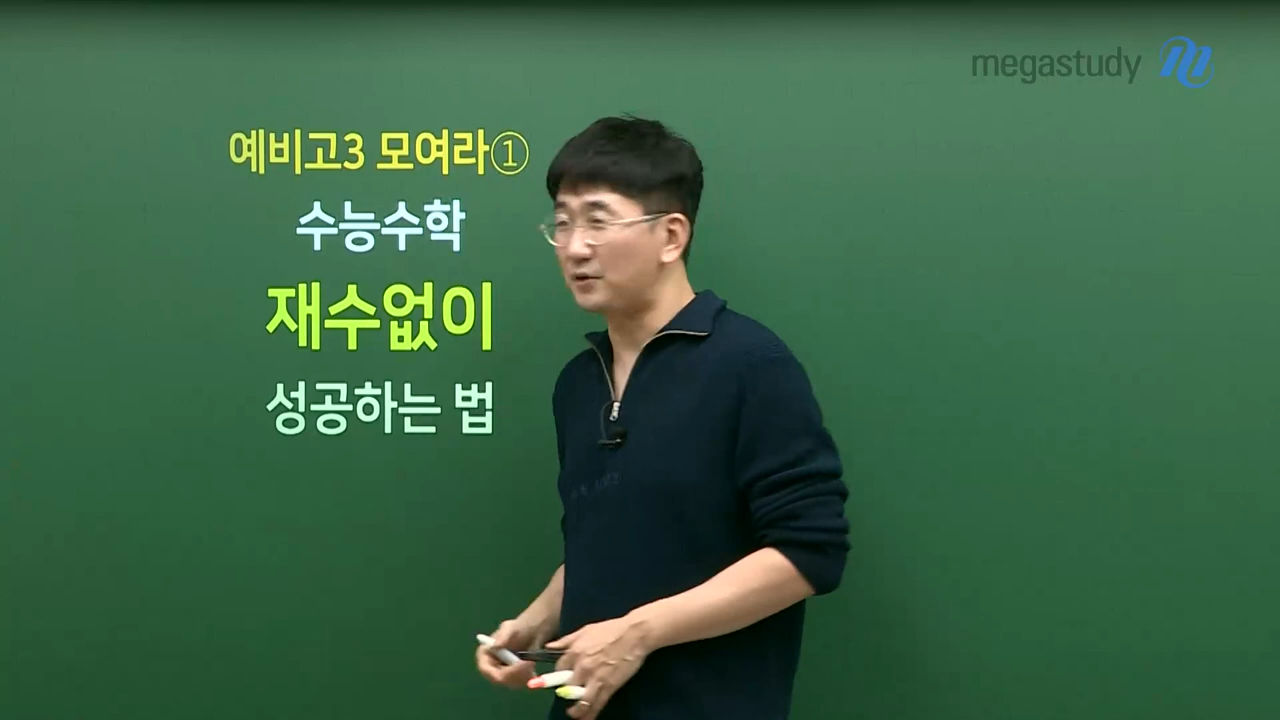 megastudy
예비고3 모여라①
수능수학
재수없이
성공하는 법